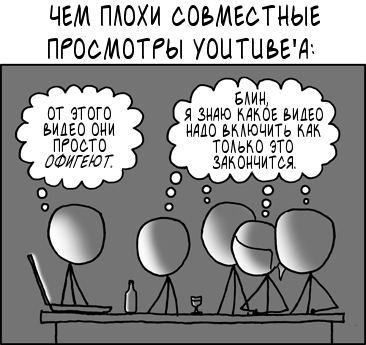 ЧЕМ ПЛОХИ СОВМЕСТНЫЕ
ПРОСМОТРЫ YOUTUBE'А:
ОТ ЭТОГО
ВИДЕО ОНИ
ПРОСТО
ОФИГЕЮТ.
БЛИН,
Я ЗНАЮ КАКОЕ ВИДЕО
НАДО ВКЛЮЧИТЬ КАК
ТОЛЬКО ЭТО
ЗАКОНЧИТСЯ.